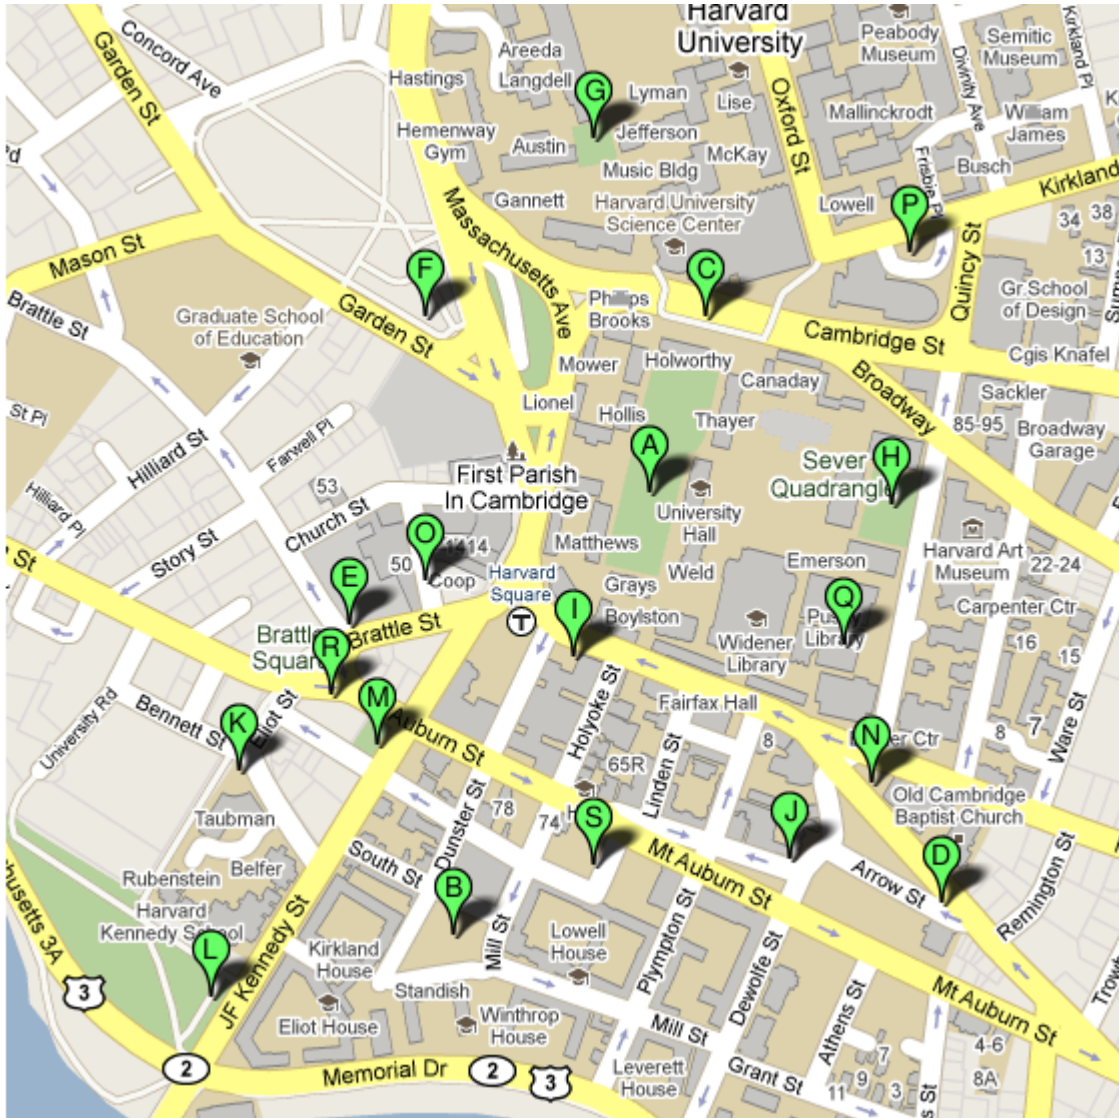 Harvard
University
Peabody
Museum
Semitic
Museum
Kirkland Pl
Concord Ave
Garden St
Areeda
Langdell
Hastings
G
Lyman
Lise
Oxford St
Mallinckrodt
Divinity Ave
William
James
Hemenway
Gym
Austin
Jefferson
McKay
Music Bldg
Frisbie Pl
Busch
Kirkland
Gannett
Harvard University
Science Center
Lowell
P
34
38
13
Mason St
Massachusetts Ave
F
C
Quincy St
Gr School
of Design
Brattle St
Graduate School
of Education
Garden St
Phillips
Brooks
Cambridge St
Cgis Knafel
Mower
Holworthy
Canaday
Broadway
Sackler
St Pl
Lionel
Hollis
Thayer
85-95
Broadway
Garage
Hilliard St
Farwell Pl
First Parish
In Cambridge
A
Sever
Quadrangle
H
53
Hilliard Pl
Church St
University
Hall
Story St
O
50
1414
Coop
Matthews
Harvard Art
Museum
Harvard
Square
Weld
Emerson
22-24
E
Grays
Carpenter Ctr
T
I
Boylston
Q
Pusey
Library
Brattle
Square
Brattle St
Widener
Library
16
15
R
University Rd
Bennett St
K
Eliot St
M
Auburn St
Holyoke St
Fairfax Hall
N
8
8
7
Ware St
65R
Linden St
Old Cambridge
Baptist Church
Taubman
78
74
S
J
Mt Auburn St
D
Dunster St
South St
Arrow St
Remington St
Belfer
Rubenstein
Harvard
Kennedy School
B
3A
L
JF Kennedy St
Kirkland
House
Mill St
Lowell
House
Plympton St
Dewolfe St
3
Standish
Eliot House
Winthrop
House
Mill St
Athens St
Mt Auburn St
4-6
8A
2
Memorial Dr
2
3
Leverett
House
Grant St
7
9
11
3